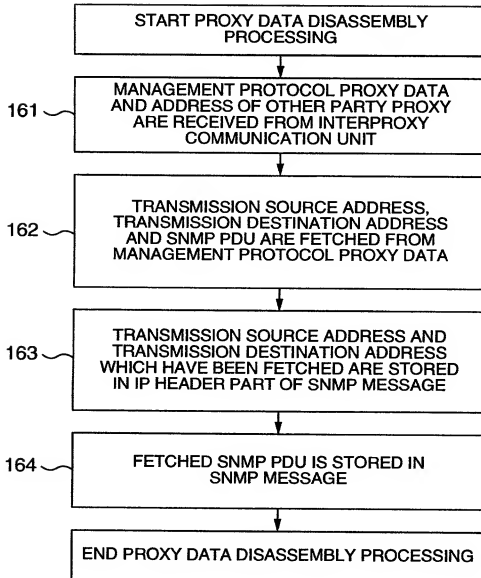 START PROXY DATA DISASSEMBLY
PROCESSING
161
MANAGEMENT PROTOCOL PROXY DATA
AND ADDRESS OF OTHER PARTY PROXY
ARE RECEIVED FROM INTERPROXY
COMMUNICATION UNIT
162
TRANSMISSION SOURCE ADDRESS,
TRANSMISSION DESTINATION ADDRESS
AND SNMP PDU ARE FETCHED FROM
MANAGEMENT PROTOCOL PROXY DATA
163
TRANSMISSION SOURCE ADDRESS AND
TRANSMISSION DESTINATION ADDRESS
WHICH HAVE BEEN FETCHED ARE STORED
IN IP HEADER PART OF SNMP MESSAGE
164
FETCHED SNMP PDU IS STORED IN
SNMP MESSAGE
END PROXY DATA DISASSEMBLY PROCESSING